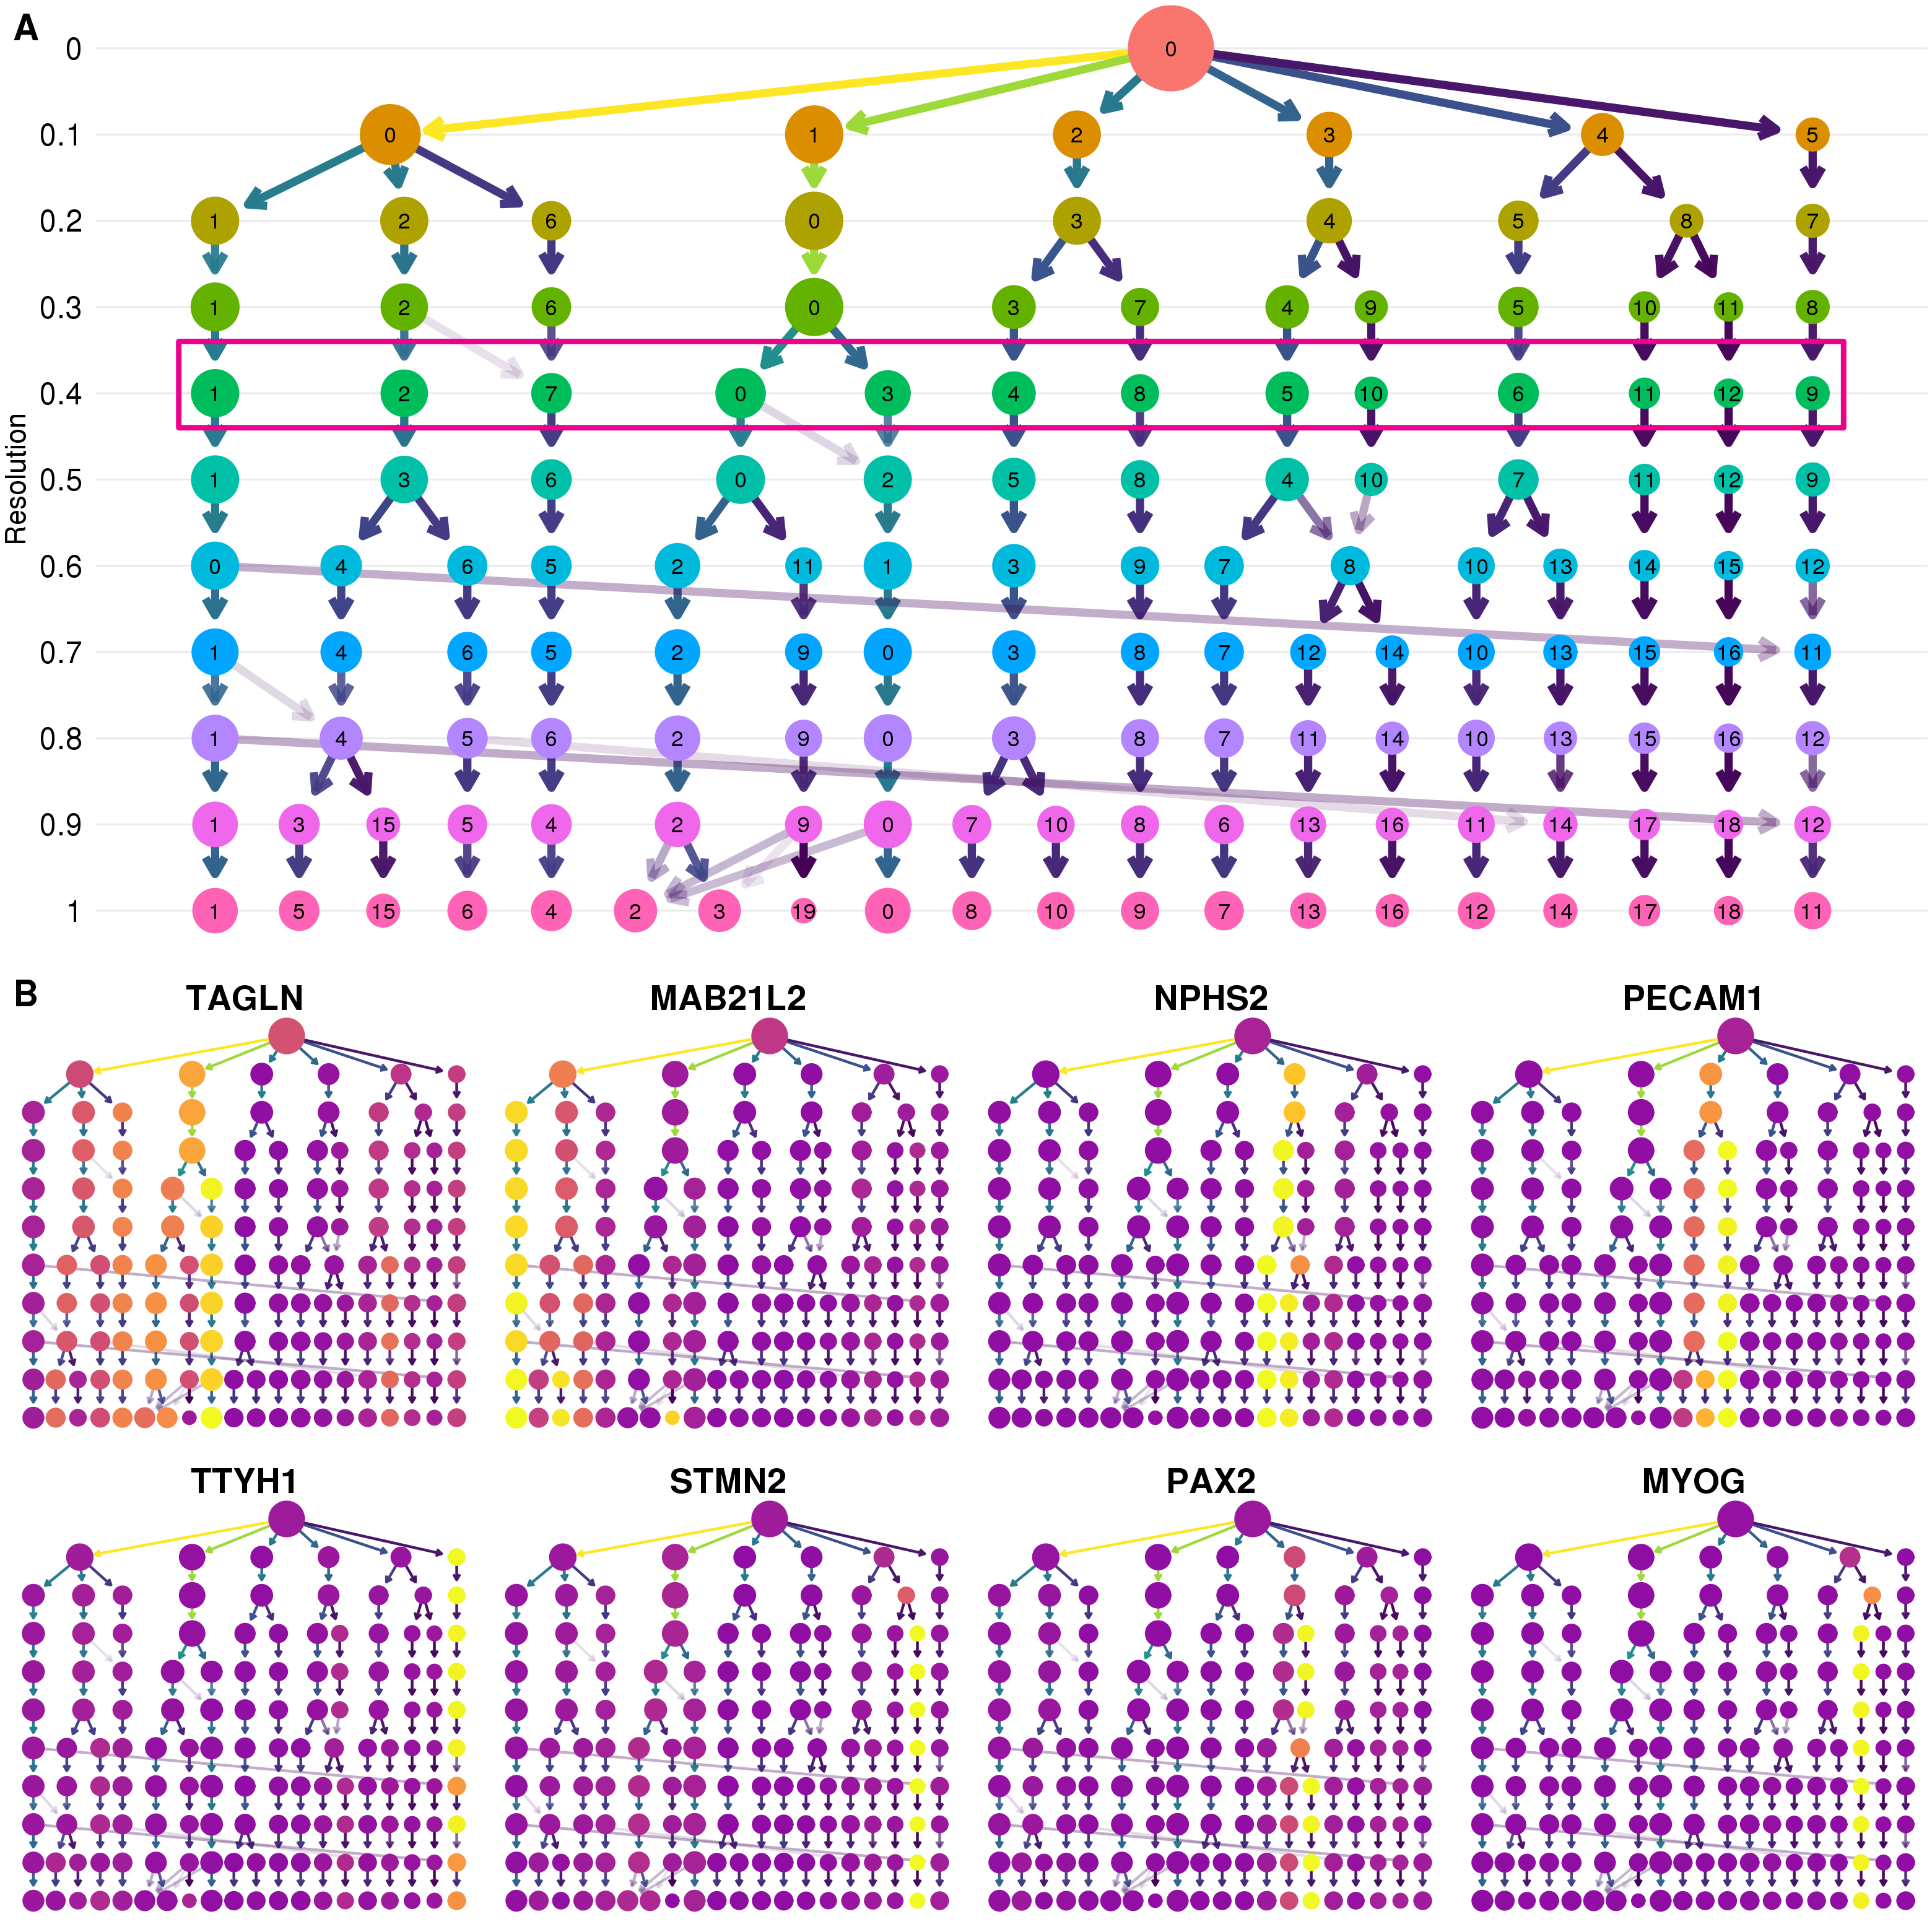 A
0
0
0.1
0 1 2 3 4 5
0.2
1 2 6 0 3 4 5 8 7
0.3
1 2 6 0 3 7 4 9 5 10 11 8
0.4
1 2 7 0 3 4 8 5 10 6 11 12 9
Resolution
0.5
1 3 6 0 2 5 8 4 10 7 11 12 9
0.6
0 4 6 5 2 11 1 3 9 7 8 10 13 14 15 12
0.7
1 4 6 5 2 9 0 3 8 7 12 14 10 13 15 16 11
0.8
1 4 5 6 2 9 0 3 8 7 11 14 10 13 15 16 12
0.9
1 3 15 5 4 2 9 0 7 10 8 6 13 16 11 14 17 18 12
1
1 5 15 6 4 2 3 19 0 8 10 9 7 13 16 12 14 17 18 11
B
TAGLN MAB21L2 NPHS2 PECAM1
TTYH1 STMN2 PAX2 MYOG